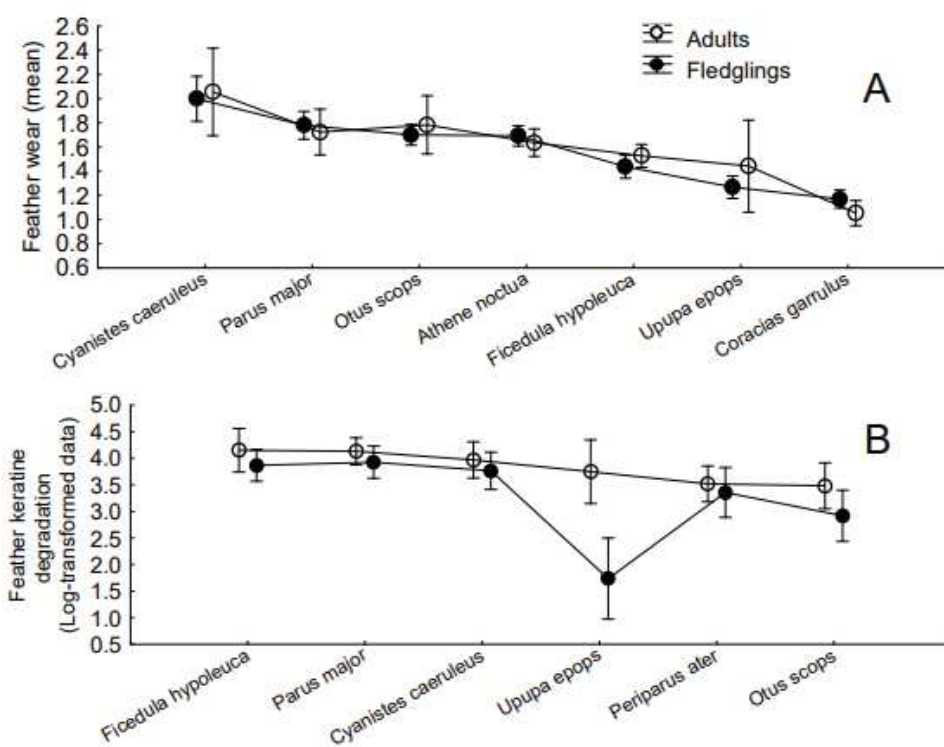 2.6
2.4
2.2
2.0
1.8
1.6
1.4
1.2
1.0
0.8
0.6
Feather wear (mean)
Adults
Fledglings
A
Cyanistes caeruleus
Parus major
Otus scops
Athene noctua
Ficedula hypoleuca
Upupa epops
Coracias garrulus
5.0
4.5
4.0
3.5
3.0
2.5
2.0
1.5
1.0
0.5
Feather keratine
degradation
(Log-transformed data)
B
Ficedula hypoleuca
Parus major
Cyanistes caeruleus
Upupa epops
Periparus ater
Otus scops